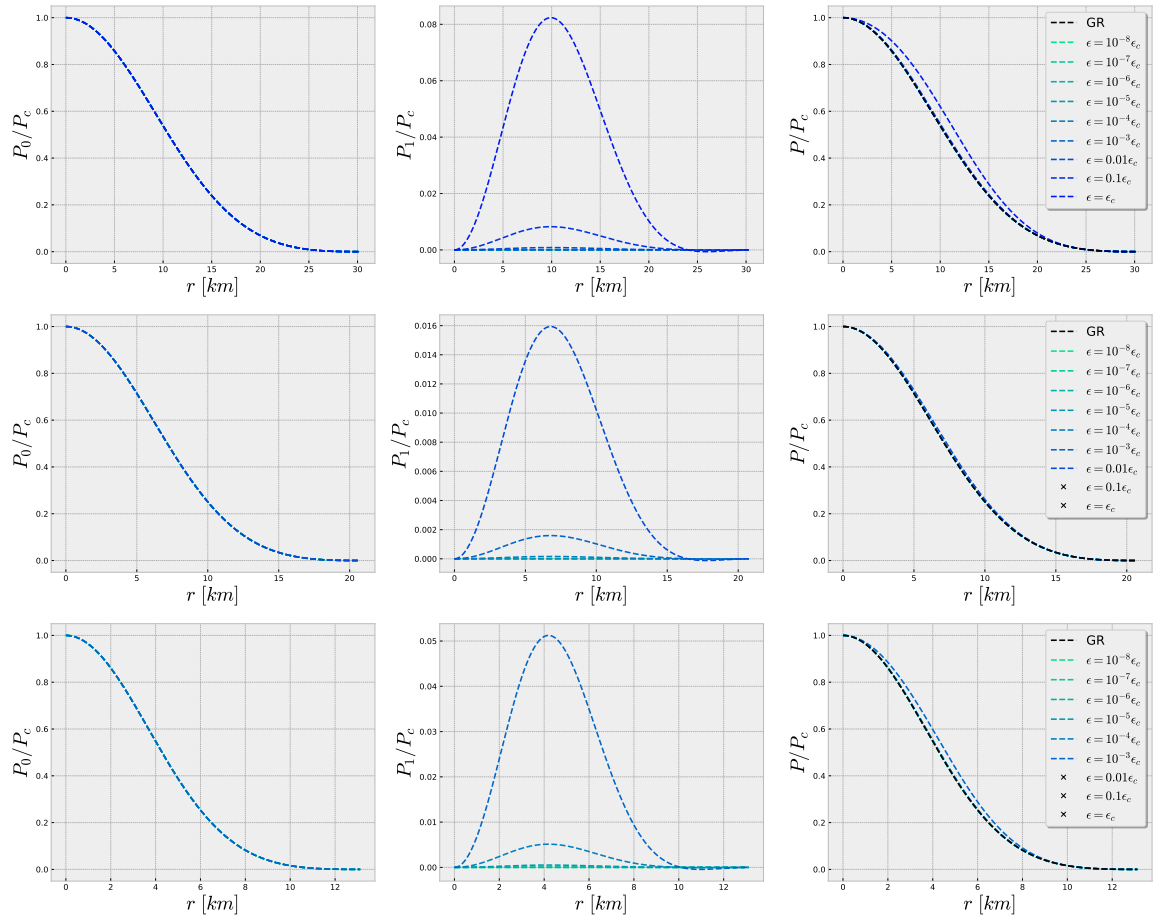 P_0/P_c
1.0
0.8
0.6
0.4
0.2
0.0
0 5 10 15 20 25 30
r [km]
P_1/P_c
0.08
0.06
0.04
0.02
0.00
0 5 10 15 20 25 30
r [km]
P/P_c
1.0
0.8
0.6
0.4
0.2
0.0
0 5 10 15 20 25 30
r [km]
GR
ϵ = 10^{-8}ϵ_c
ϵ = 10^{-7}ϵ_c
ϵ = 10^{-6}ϵ_c
ϵ = 10^{-5}ϵ_c
ϵ = 10^{-4}ϵ_c
ϵ = 10^{-3}ϵ_c
ϵ = 0.01ϵ_c
ϵ = 0.1ϵ_c
ϵ = ϵ_c
P_0/P_c
1.0
0.8
0.6
0.4
0.2
0.0
0 5 10 15 20
r [km]
P_1/P_c
0.016
0.014
0.012
0.010
0.008
0.006
0.004
0.002
0.000
0 5 10 15 20
r [km]
P/P_c
1.0
0.8
0.6
0.4
0.2
0.0
0 5 10 15 20
r [km]
GR
ϵ = 10^{-8}ϵ_c
ϵ = 10^{-7}ϵ_c
ϵ = 10^{-6}ϵ_c
ϵ = 10^{-5}ϵ_c
ϵ = 10^{-4}ϵ_c
ϵ = 10^{-3}ϵ_c
ϵ = 0.01ϵ_c
ϵ = 0.1ϵ_c
ϵ = ϵ_c
P_0/P_c
1.0
0.8
0.6
0.4
0.2
0.0
0 2 4 6 8 10 12
r [km]
P_1/P_c
0.05
0.04
0.03
0.02
0.01
0.00
0 2 4 6 8 10 12
r [km]
P/P_c
1.0
0.8
0.6
0.4
0.2
0.0
0 2 4 6 8 10 12
r [km]
GR
ϵ = 10^{-8}ϵ_c
ϵ = 10^{-7}ϵ_c
ϵ = 10^{-6}ϵ_c
ϵ = 10^{-5}ϵ_c
ϵ = 10^{-4}ϵ_c
ϵ = 10^{-3}ϵ_c
ϵ = 0.01ϵ_c
ϵ = 0.1ϵ_c
ϵ = ϵ_c